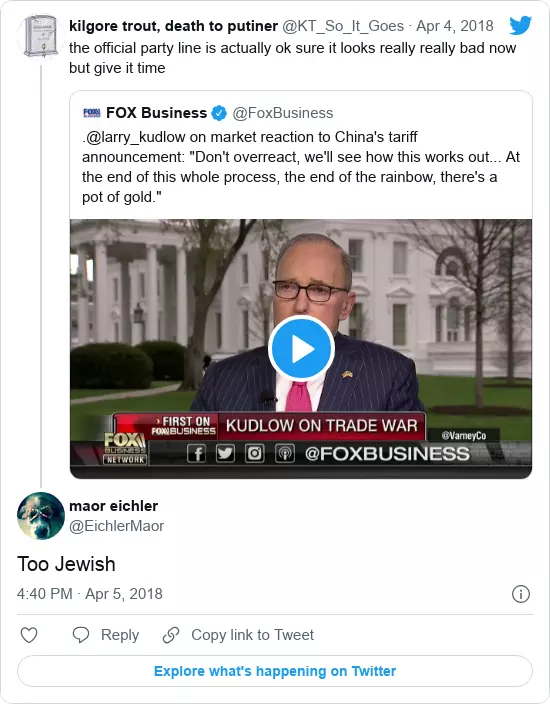 kilgore trout, death to putiner @KT_So_It_Goes · Apr 4, 2018
the official party line is actually ok sure it looks really really bad now
but give it time
FOX Business @FoxBusiness
.@larry_kudlow on market reaction to China's tariff
announcement: "Don't overreact, we'll see how this works out... At
the end of this whole process, the end of the rainbow, there's a
pot of gold."
› FIRST ON
FOX BUSINESS
KUDLOW ON TRADE WAR
@VarneyCo
FOX
BUSINESS
NETWORK
@FOXBUSINESS
maor eichler
@EichlerMaor
Too Jewish
4:40 PM · Apr 5, 2018
Reply
Copy link to Tweet
Explore what's happening on Twitter